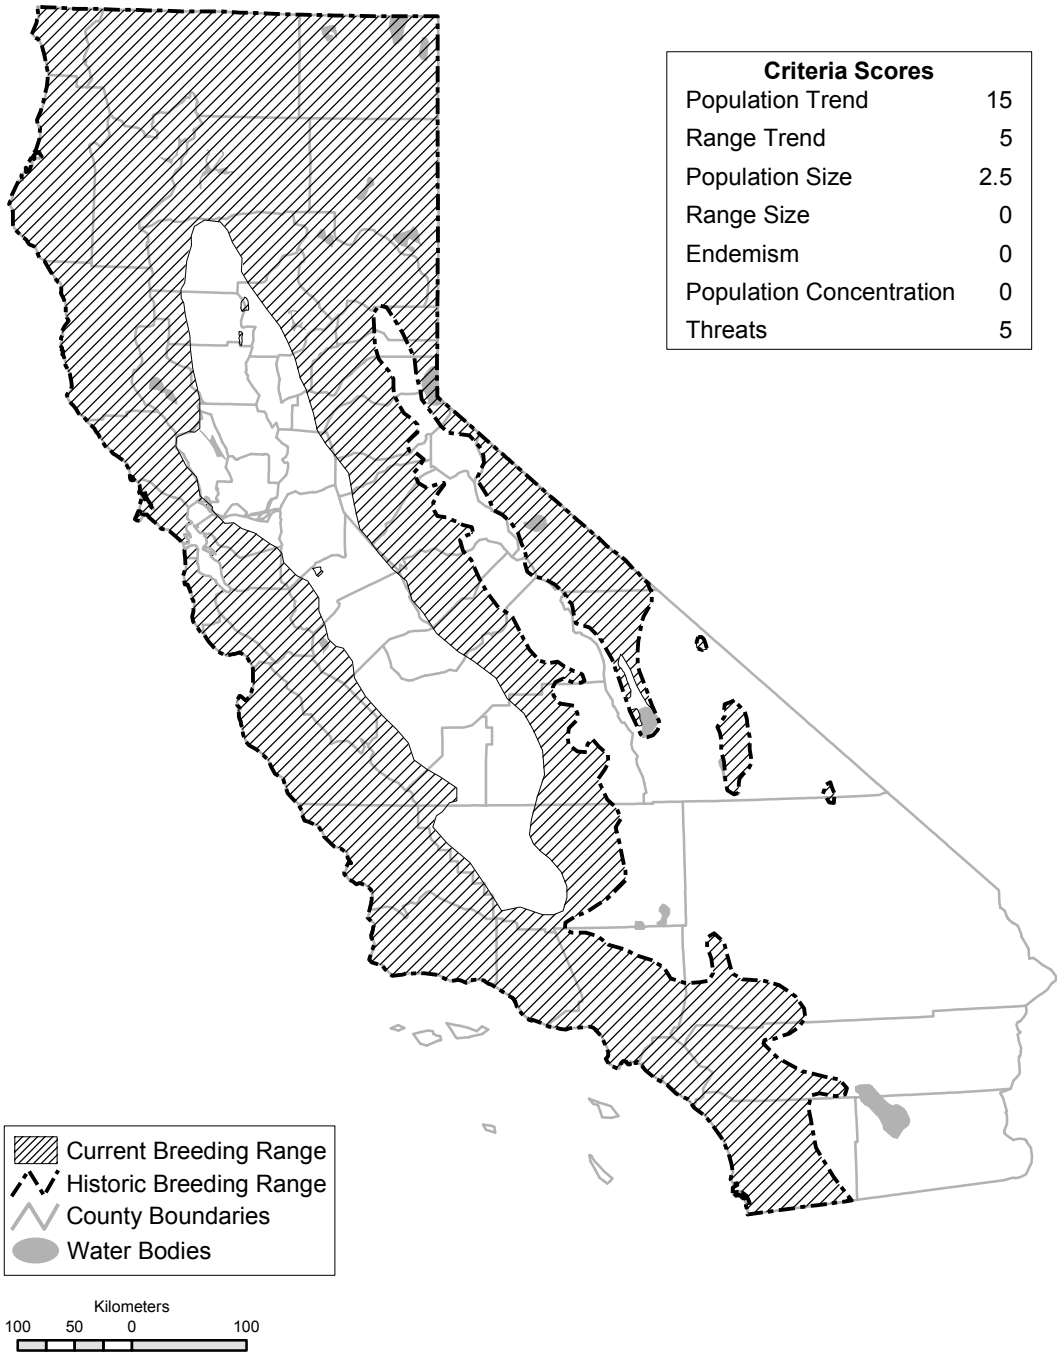 Criteria Scores
Population Trend 15
Range Trend 5
Population Size 2.5
Range Size 0
Endemism 0
Population Concentration 0
Threats 5
Current Breeding Range
Historic Breeding Range
County Boundaries
Water Bodies
Kilometers
100 50 0 100